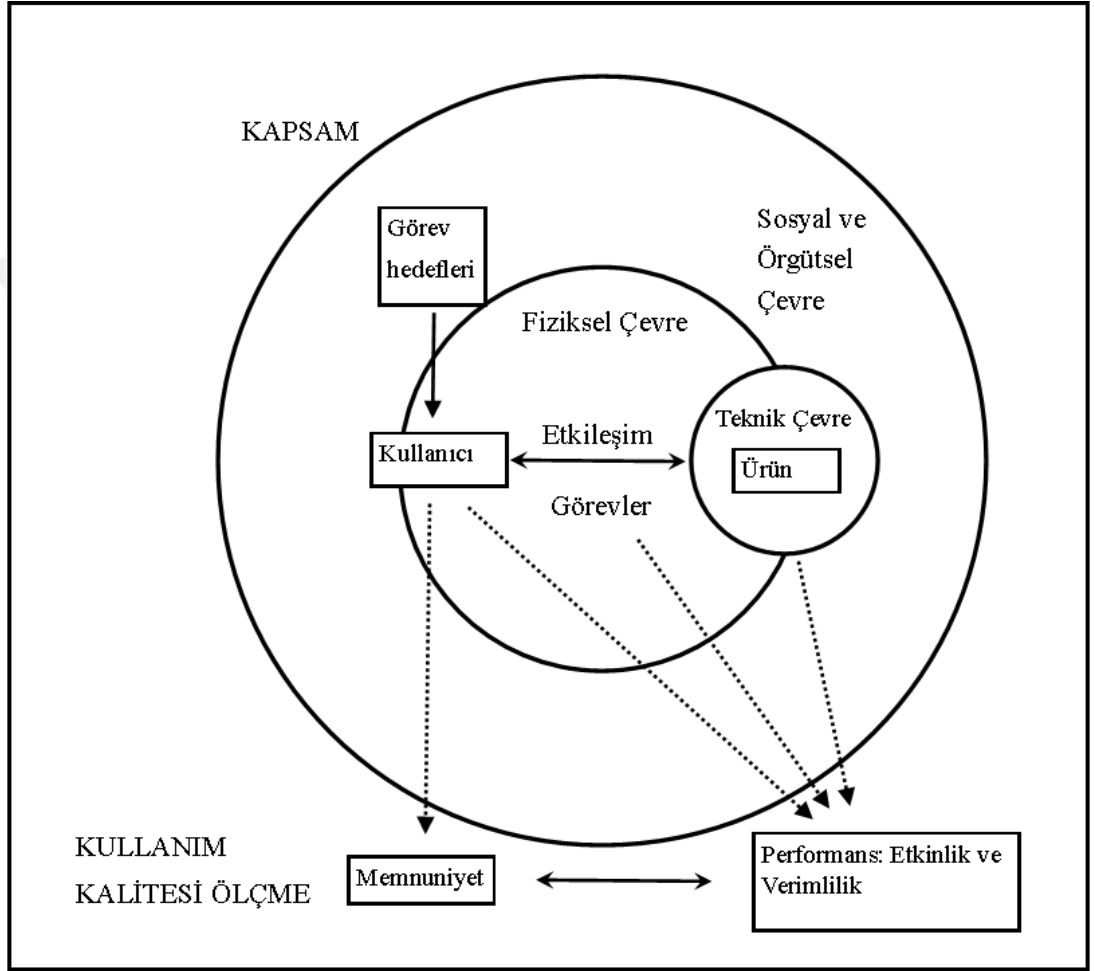 KAPSAM
Görev
hedefleri
Sosyal ve
Örgütsel
Çevre
Fiziksel Çevre
Teknik Çevre
Ürün
Etkileşim
Kullanıcı
Görevler
KULLANIM
KALİTESİ ÖLÇME
Memnuniyet
Performans: Etkinlik ve
Verimlilik